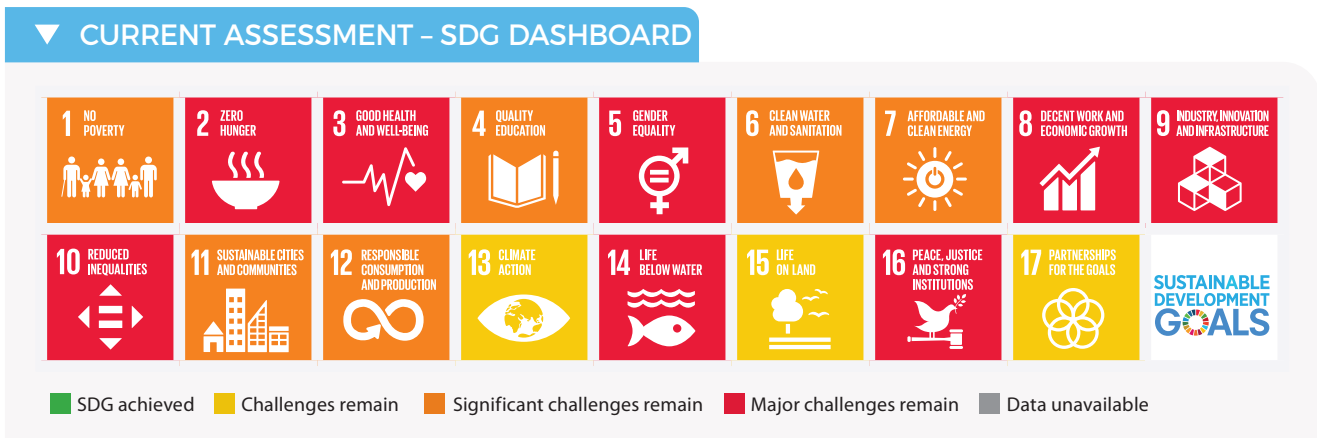 ▼ CURRENT ASSESSMENT – SDG DASHBOARD
1 NO
POVERTY
2 ZERO
HUNGER
3 GOOD HEALTH
AND WELL-BEING
4 QUALITY
EDUCATION
5 GENDER
EQUALITY
6 CLEAN WATER
AND SANITATION
7 AFFORDABLE AND
CLEAN ENERGY
8 DECENT WORK AND
ECONOMIC GROWTH
9 INDUSTRY, INNOVATION
AND INFRASTRUCTURE
10 REDUCED
INEQUALITIES
11 SUSTAINABLE CITIES
AND COMMUNITIES
12 RESPONSIBLE
CONSUMPTION
AND PRODUCTION
13 CLIMATE
ACTION
14 LIFE
BELOW WATER
15 LIFE
ON LAND
16 PEACE, JUSTICE
AND STRONG
INSTITUTIONS
17 PARTNERSHIPS
FOR THE GOALS
SUSTAINABLE
DEVELOPMENT
GOALS
SDG achieved Challenges remain Significant challenges remain Major challenges remain Data unavailable